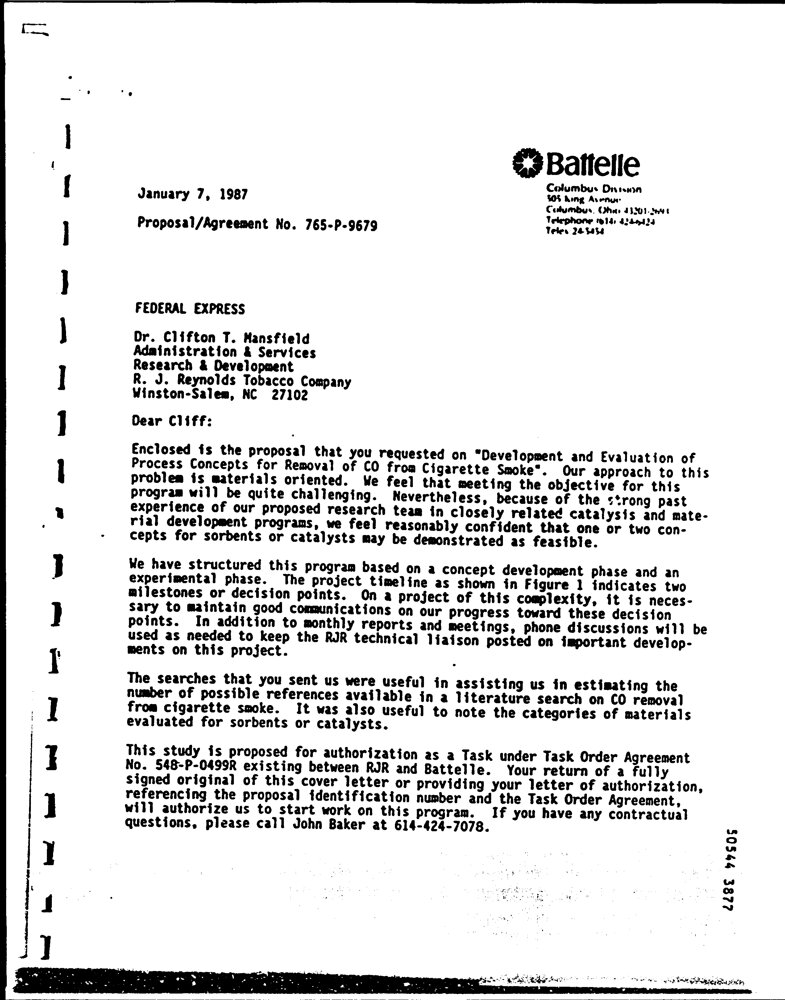 Battelle
Columbus Division
505 King Avenue
Columbus, Ohio 43201-2693
Telephone (614) 424-6424
Telex 24-5454
January 7, 1987
Proposal/Agreement No. 765-P-9679
FEDERAL EXPRESS
Dr. Clifton T. Mansfield
Administration & Services
Research & Development
R. J. Reynolds Tobacco Company
Winston-Salem, NC 27102
Dear Cliff:
Enclosed is the proposal that you requested on "Development and Evaluation of
Process Concepts for Removal of CO from Cigarette Smoke". Our approach to this
problem is materials oriented. We feel that meeting the objective for this
program will be quite challenging. Nevertheless, because of the strong past
experience of our proposed research team in closely related catalysis and mate-
rial development programs, we feel reasonably confident that one or two con-
cepts for sorbents or catalysts may be demonstrated as feasible.
We have structured this program based on a concept development phase and an
experimental phase. The project timeline as shown in Figure 1 indicates two
milestones or decision points. On a project of this complexity, it is neces-
sary to maintain good communications on our progress toward these decision
points. In addition to monthly reports and meetings, phone discussions will be
used as needed to keep the RJR technical liaison posted on important develop-
ments on this project.
The searches that you sent us were useful in assisting us in estimating the
number of possible references available in a literature search on CO removal
from cigarette smoke. It was also useful to note the categories of materials
evaluated for sorbents or catalysts.
This study is proposed for authorization as a Task under Task Order Agreement
No. 548-P-0499R existing between RJR and Battelle. Your return of a fully
signed original of this cover letter or providing your letter of authorization,
referencing the proposal identification number and the Task Order Agreement,
will authorize us to start work on this program. If you have any contractual
questions, please call John Baker at 614-424-7078.
50544 3877